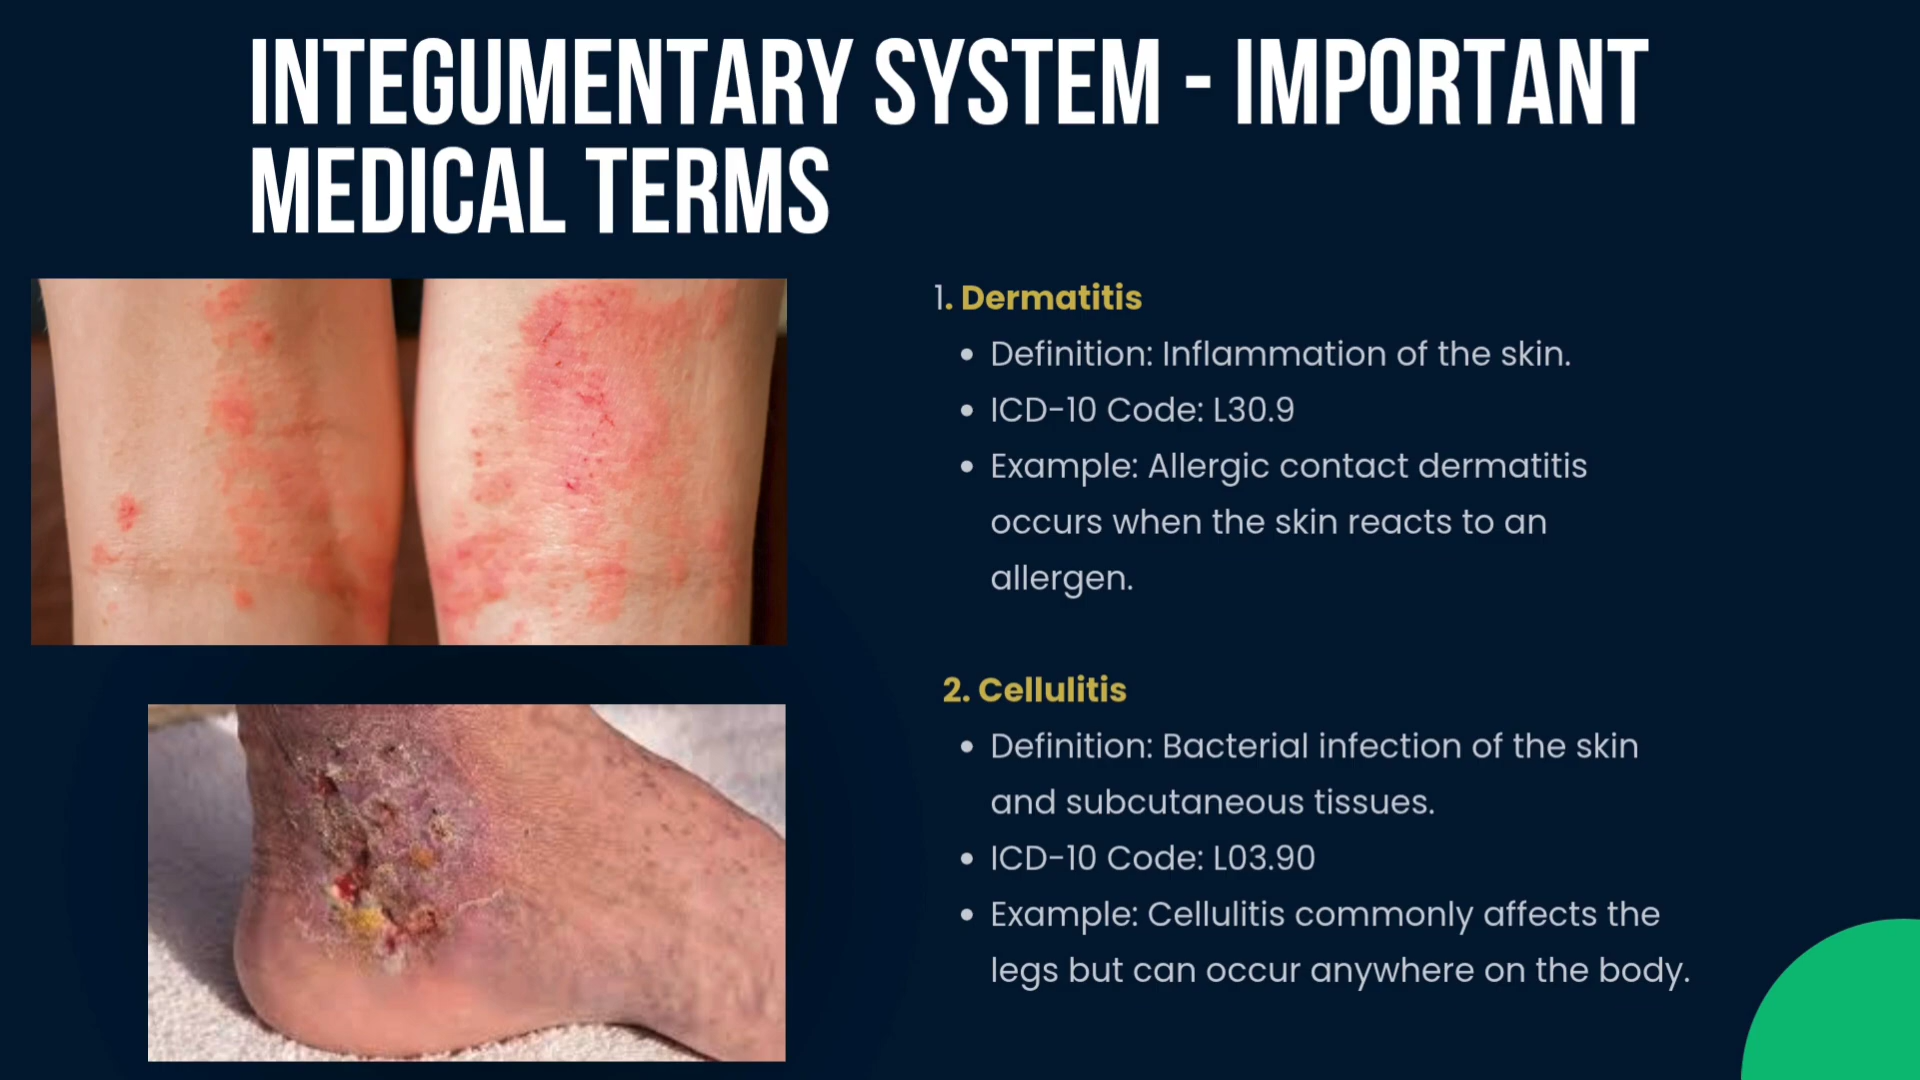 INTEGUMENTARY SYSTEM - IMPORTANT
MEDICAL TERMS
1. Dermatitis
• Definition: Inflammation of the skin.
• ICD-10 Code: L30.9
• Example: Allergic contact dermatitis
occurs when the skin reacts to an
allergen.
2. Cellulitis
• Definition: Bacterial infection of the skin
and subcutaneous tissues.
• ICD-10 Code: L03.90
• Example: Cellulitis commonly affects the
legs but can occur anywhere on the body.